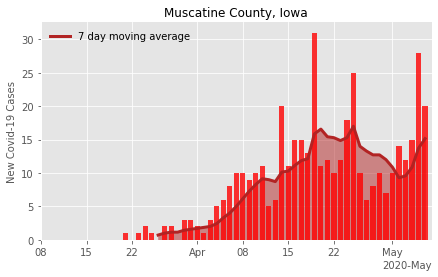 Muscatine County, Iowa
7 day moving average
New Covid-19 Cases
30
25
20
15
10
5
0
08
15
22
Apr
08
15
22
May
2020-May